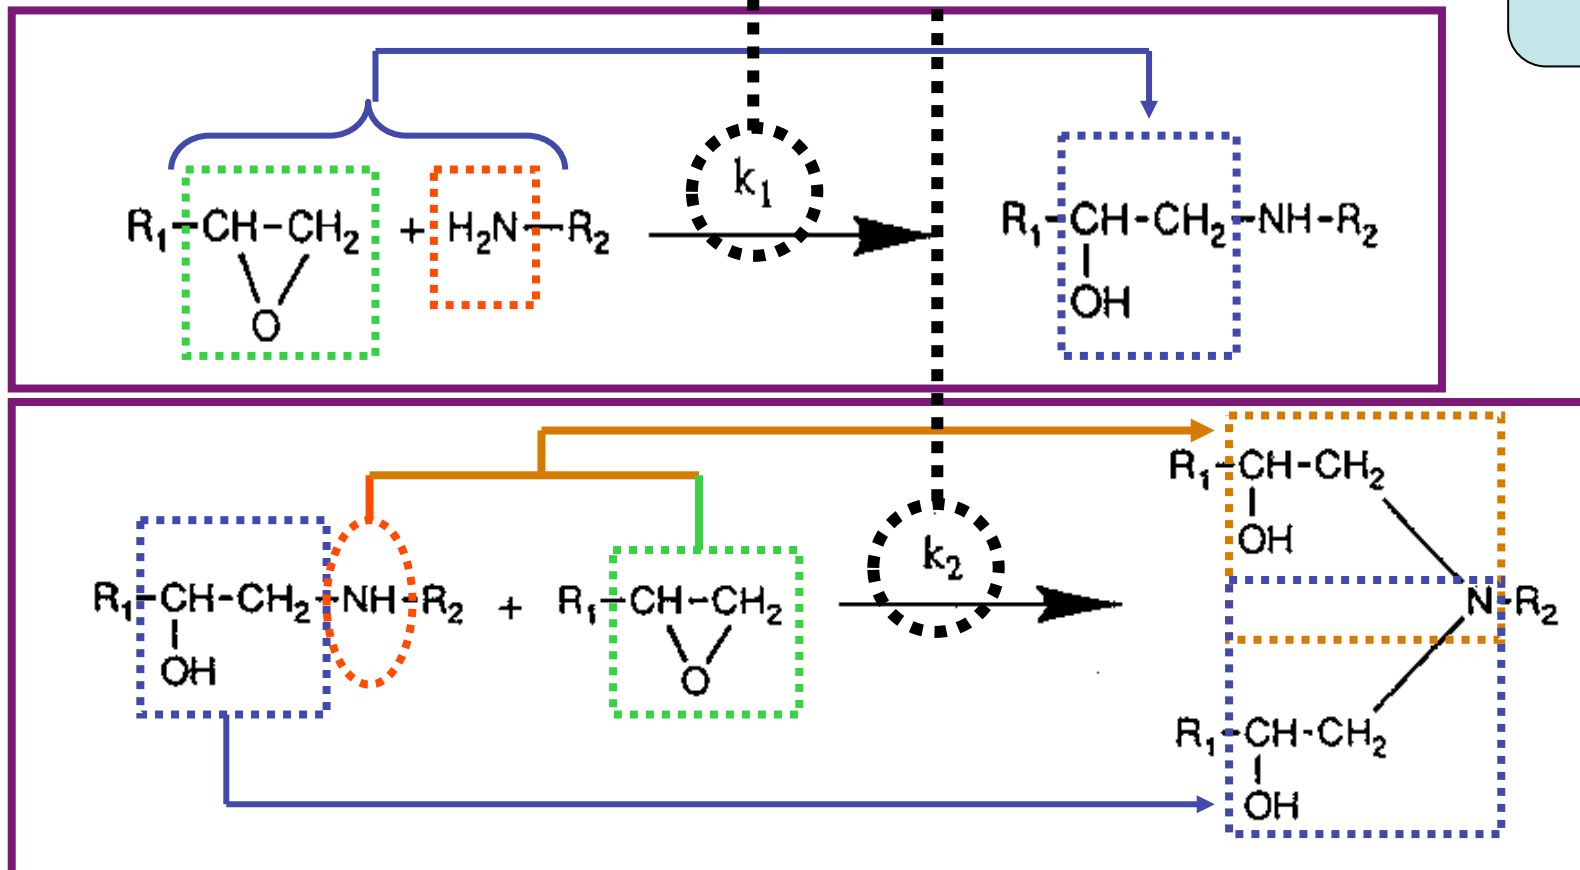 k₁
R₁-CH-CH₂ + H₂N-R₂ R₁-CH-CH₂-NH-R₂
O OH
k₂
R₁-CH-CH₂
OH
R₁-CH-CH₂-NH-R₂ + R₁-CH-CH₂ N-R₂
OH O
R₁-CH-CH₂
OH